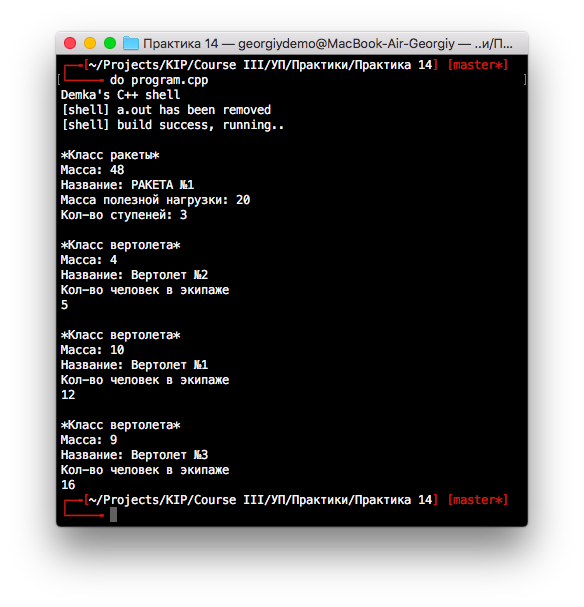 Практика 14 — georgiydemo@MacBook-Air-Georgiy — ..и/П...
[~/Projects/KIP/Course III/УП/Практики/Практика 14] [master*]
do program.cpp
Demka's C++ shell
[shell] a.out has been removed
[shell] build success, running..
*Класс ракеты*
Масса: 48
Название: РАКЕТА №1
Масса полезной нагрузки: 20
Кол-во ступеней: 3
*Класс вертолета*
Масса: 4
Название: Вертолет №2
Кол-во человек в экипаже
5
*Класс вертолета*
Масса: 10
Название: Вертолет №1
Кол-во человек в экипаже
12
*Класс вертолета*
Масса: 9
Название: Вертолет №3
Кол-во человек в экипаже
16
[~/Projects/KIP/Course III/УП/Практики/Практика 14] [master*]